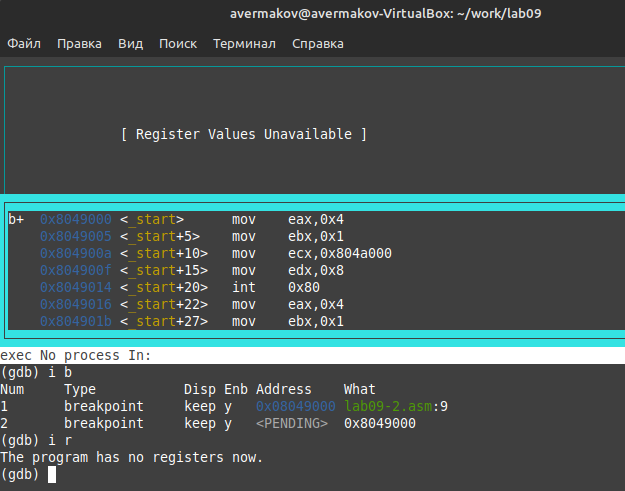 avermakov@avermakov-VirtualBox: ~/work/lab09
Файл Правка Вид Поиск Терминал Справка
[ Register Values Unavailable ]
b+ 0x8049000 <_start> mov eax,0x4
0x8049005 <_start+5> mov ebx,0x1
0x804900a <_start+10> mov ecx,0x804a000
0x804900f <_start+15> mov edx,0x8
0x8049014 <_start+20> int 0x80
0x8049016 <_start+22> mov eax,0x4
0x804901b <_start+27> mov ebx,0x1
exec No process In:
(gdb) i b
Num Type Disp Enb Address What
1 breakpoint keep y 0x08049000 lab09-2.asm:9
2 breakpoint keep y <PENDING> 0x8049000
(gdb) i r
The program has no registers now.
(gdb)